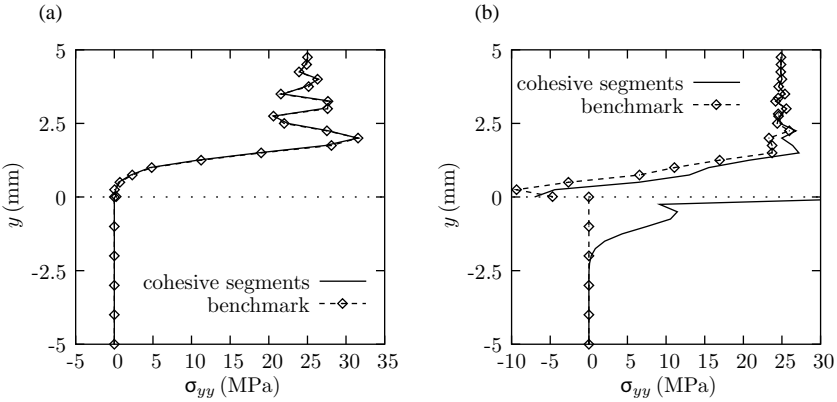 (a)
(b)
5
2.5
0
-2.5
-5
y (mm)
-5 0 5 10 15 20 25 30 35
σyy (MPa)
cohesive segments
benchmark
5
2.5
0
-2.5
-5
y (mm)
-10 -5 0 5 10 15 20 25 30
σyy (MPa)
cohesive segments
benchmark